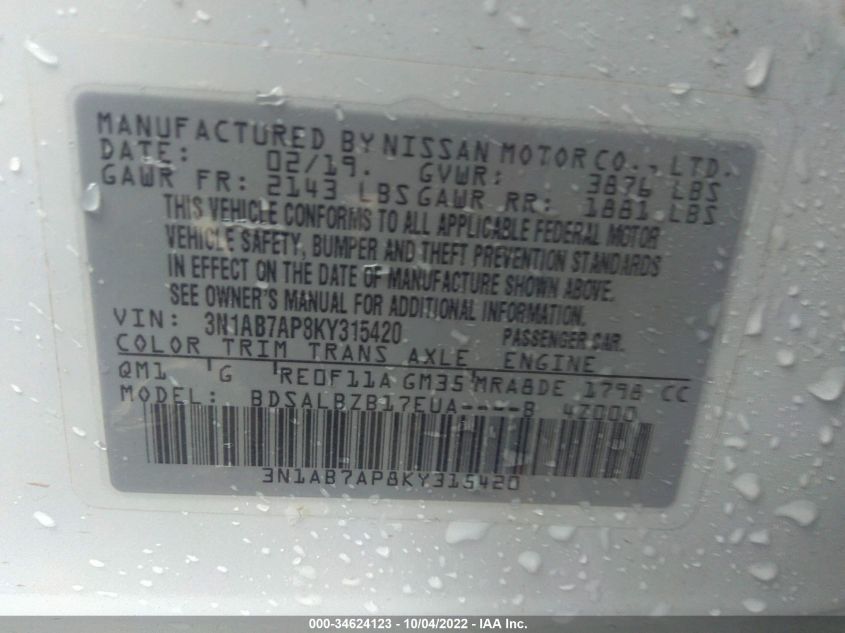 MANUFACTURED BY NISSAN MOTOR CO., LTD.
DATE: 02/19. GVWR: 3876 LBS
GAWR FR: 2143 LBS GAWR RR: 1881 LBS
THIS VEHICLE CONFORMS TO ALL APPLICABLE FEDERAL MOTOR
VEHICLE SAFETY, BUMPER AND THEFT PREVENTION STANDARDS
IN EFFECT ON THE DATE OF MANUFACTURE SHOWN ABOVE.
SEE OWNER'S MANUAL FOR ADDITIONAL INFORMATION.
VIN: 3N1AB7AP8KY315420 PASSENGER CAR.
COLOR TRIM TRANS AXLE ENGINE
QM1 G RE0F11A GM35 MRA8DE 1798 CC
MODEL: BDSALBZB17EUA----B 4Z000
3N1AB7AP8KY315420
000-34624123 - 10/04/2022 - IAA Inc.